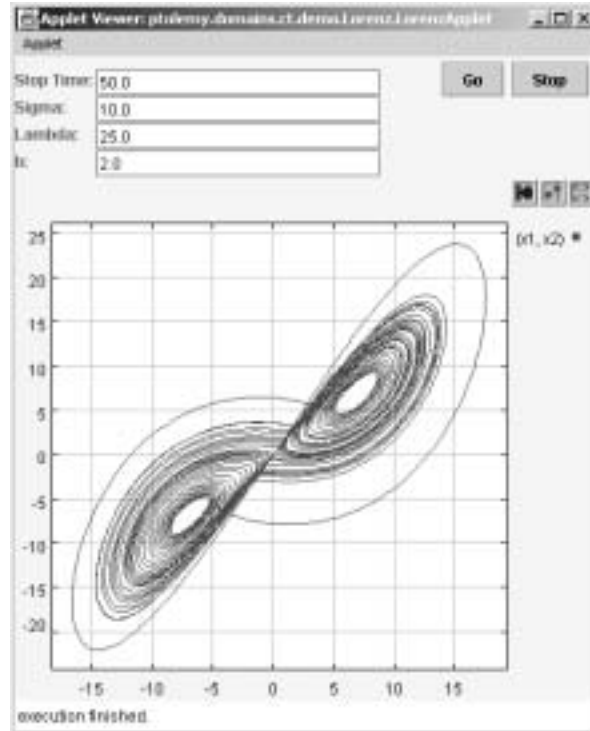 Applet Viewer: ptolemy.domains.ct.demo.Lorenz.LorenzApplet
Applet
Stop Time: 50.0
Go
Stop
Sigma: 10.0
Lambda: 25.0
b: 2.0
(x1, x2)
25
20
15
10
5
0
-5
-10
-15
-20
-15 -10 -5 0 5 10 15
execution finished.